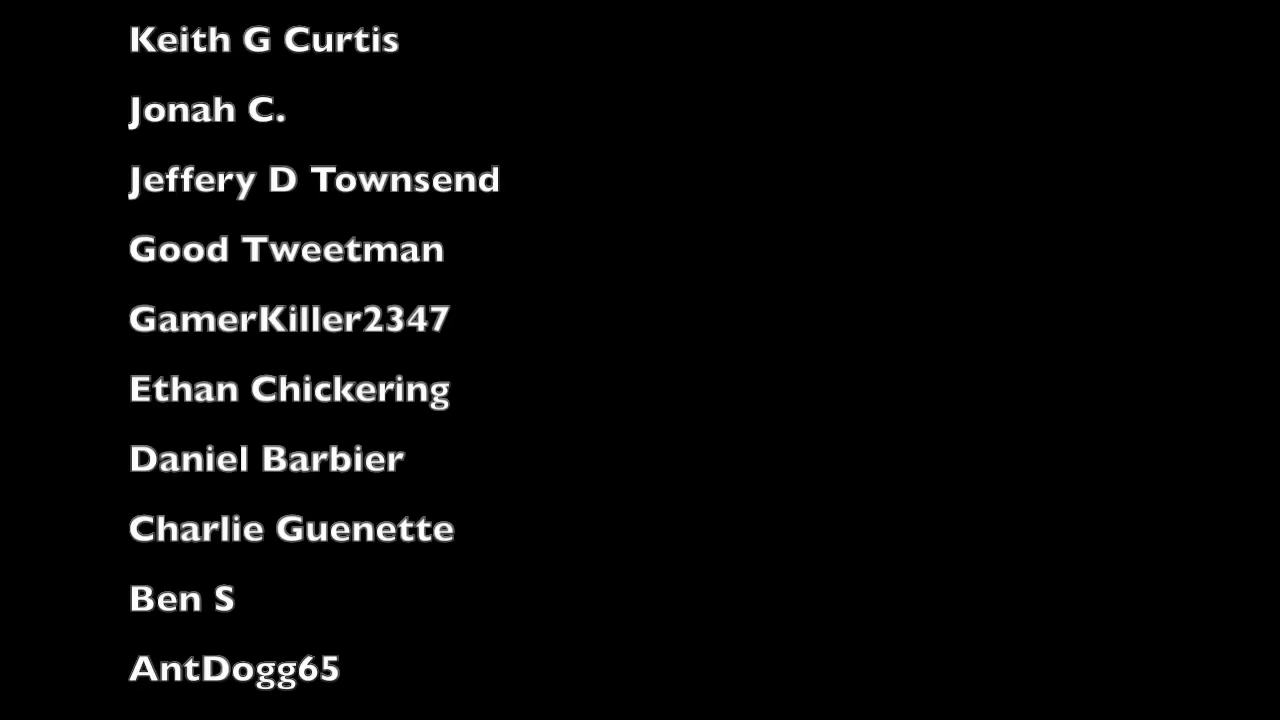 Keith G Curtis
Jonah C.
Jeffery D Townsend
Good Tweetman
GamerKiller2347
Ethan Chickering
Daniel Barbier
Charlie Guenette
Ben S
AntDogg65